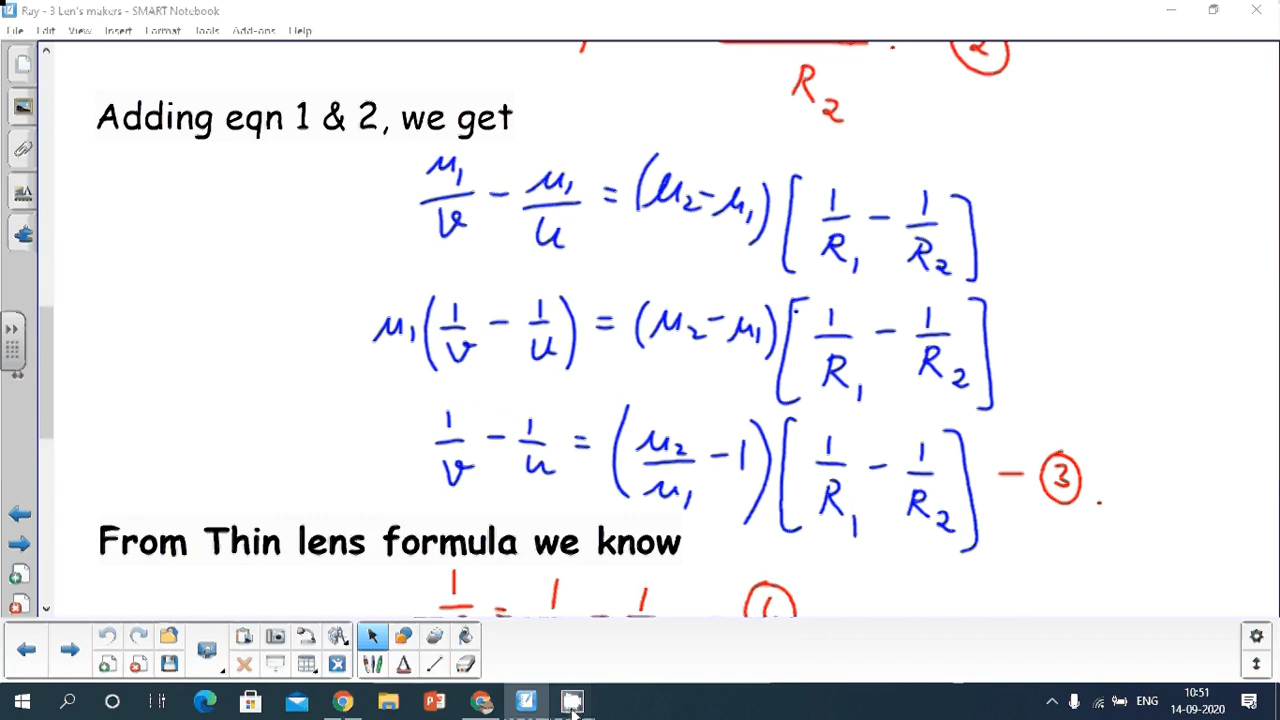 Ray - 3 Len's makers - SMART Notebook
File Edit View Insert Format Tools Add-ons Help
2
R2
Adding eqn 1 & 2, we get
μ1/v - μ1/u = (μ2-μ1) [1/R1 - 1/R2]
μ1(1/v - 1/u) = (μ2-μ1) [1/R1 - 1/R2]
1/v - 1/u = (μ2/μ1 - 1) [1/R1 - 1/R2] - 3.
From Thin lens formula we know
1 = 1 - 1
ENG
10:51
14-09-2020